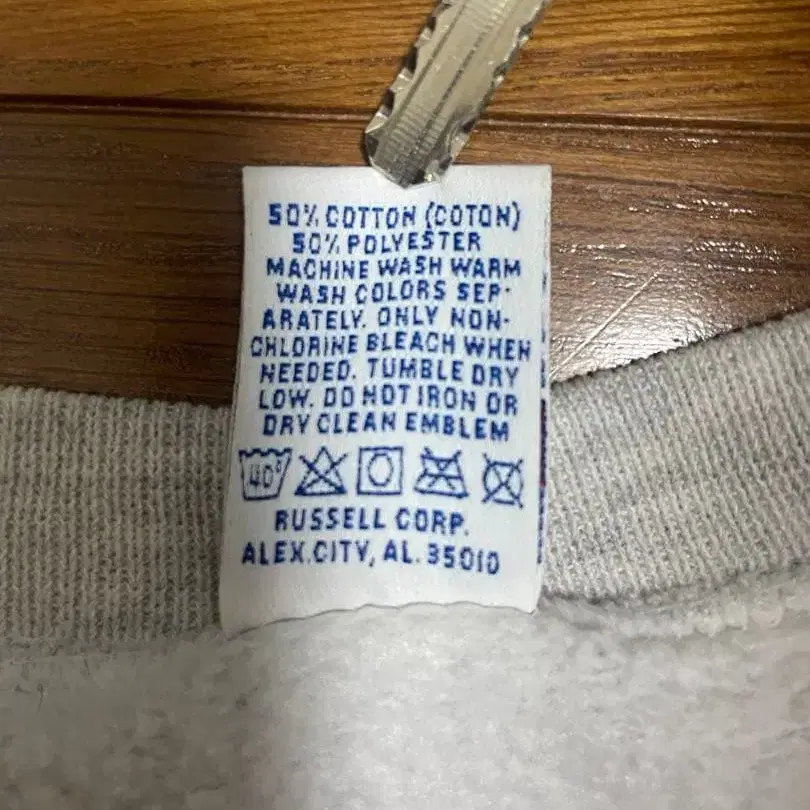 50% COTTON (COTON)
50% POLYESTER
MACHINE WASH WARM
WASH COLORS SEP-
ARATELY. ONLY NON-
CHLORINE BLEACH WHEN
NEEDED. TUMBLE DRY
LOW. DO NOT IRON OR
DRY CLEAN EMBLEM
40°
RUSSELL CORP.
ALEX.CITY, AL. 35010